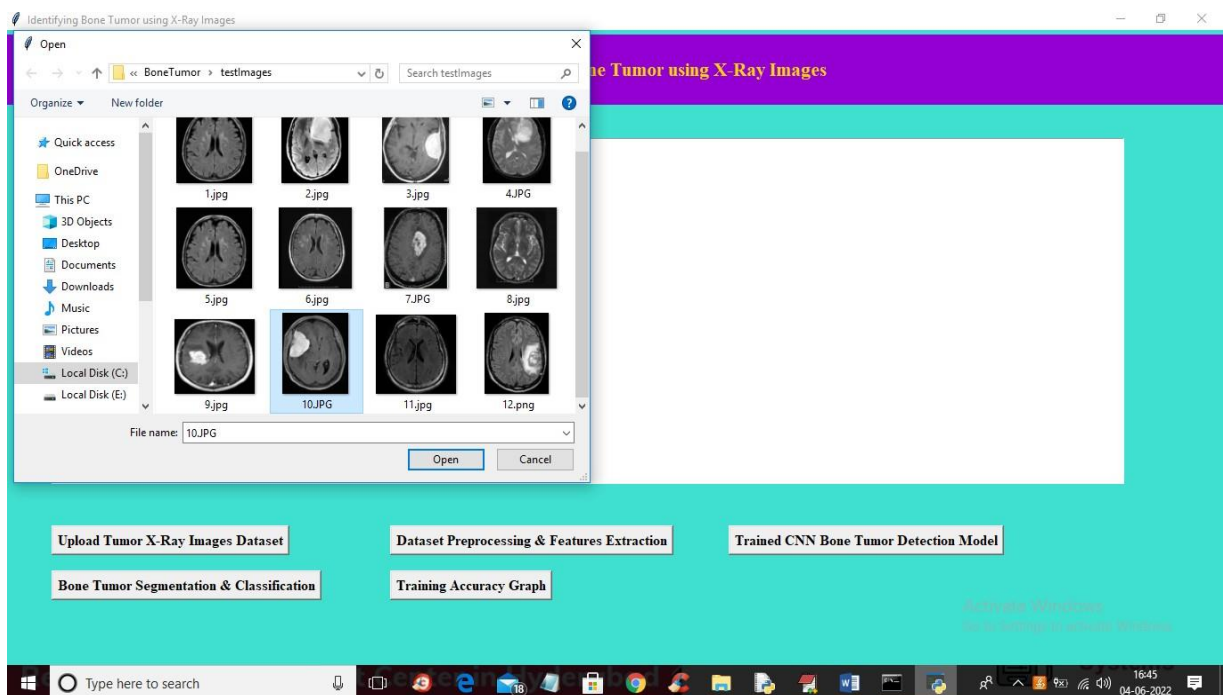 Identifying Bone Tumor using X-Ray Images
Open
« BoneTumor > testImages
Search testImages
ne Tumor using X-Ray Images
Organize
New folder
Quick access
OneDrive
This PC
3D Objects
Desktop
Documents
Downloads
Music
Pictures
Videos
Local Disk (C:)
Local Disk (E:)
1.jpg
2.jpg
3.jpg
4.JPG
5.jpg
6.jpg
7.JPG
8.jpg
9.jpg
10.JPG
11.jpg
12.png
File name: 10.JPG
Open
Cancel
Upload Tumor X-Ray Images Dataset
Dataset Preprocessing & Features Extraction
Trained CNN Bone Tumor Detection Model
Bone Tumor Segmentation & Classification
Training Accuracy Graph
Activate Windows
Go to Settings to activate Windows.
Type here to search
18
16:45
04-06-2022